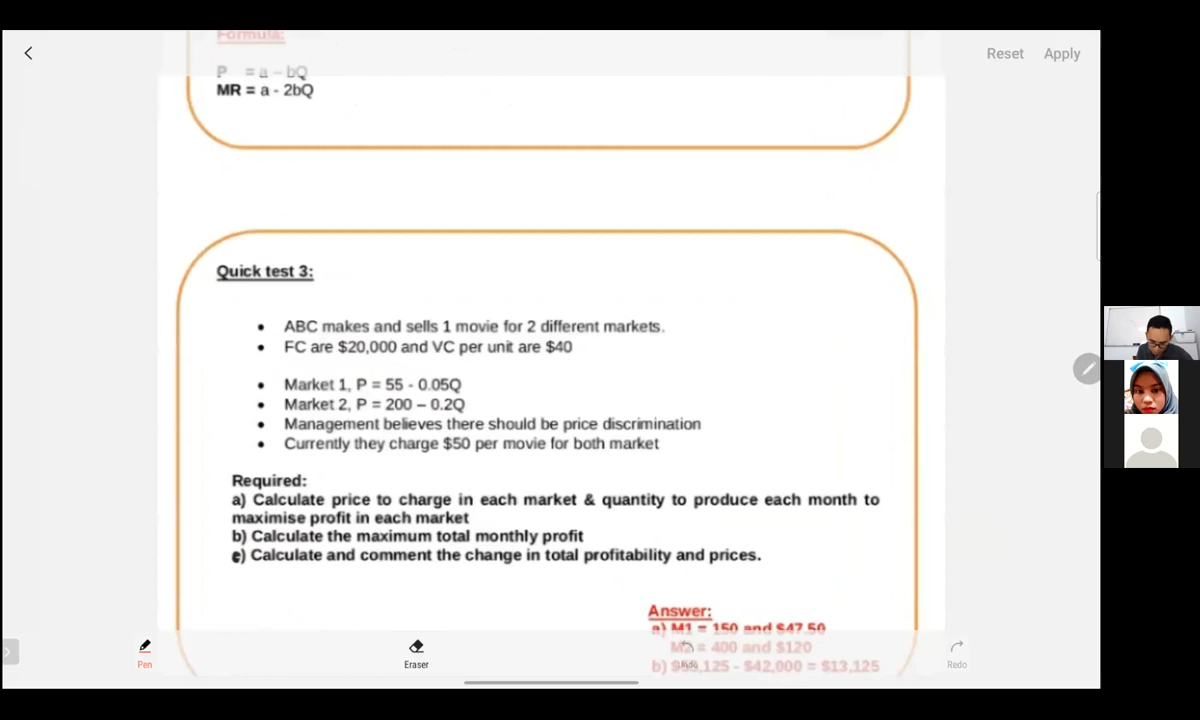 Formula:
Reset Apply
P = a – bQ
MR = a - 2bQ
Quick test 3:
• ABC makes and sells 1 movie for 2 different markets.
• FC are $20,000 and VC per unit are $40
• Market 1, P = 55 - 0.05Q
• Market 2, P = 200 – 0.2Q
• Management believes there should be price discrimination
• Currently they charge $50 per movie for both market
Required:
a) Calculate price to charge in each market & quantity to produce each month to
maximise profit in each market
b) Calculate the maximum total monthly profit
c) Calculate and comment the change in total profitability and prices.
Answer:
a) M1 = 150 and $47.50
M2 = 400 and $120
b) $55,125 - $42,000 = $13,125
Pen
Eraser
Undo
Redo